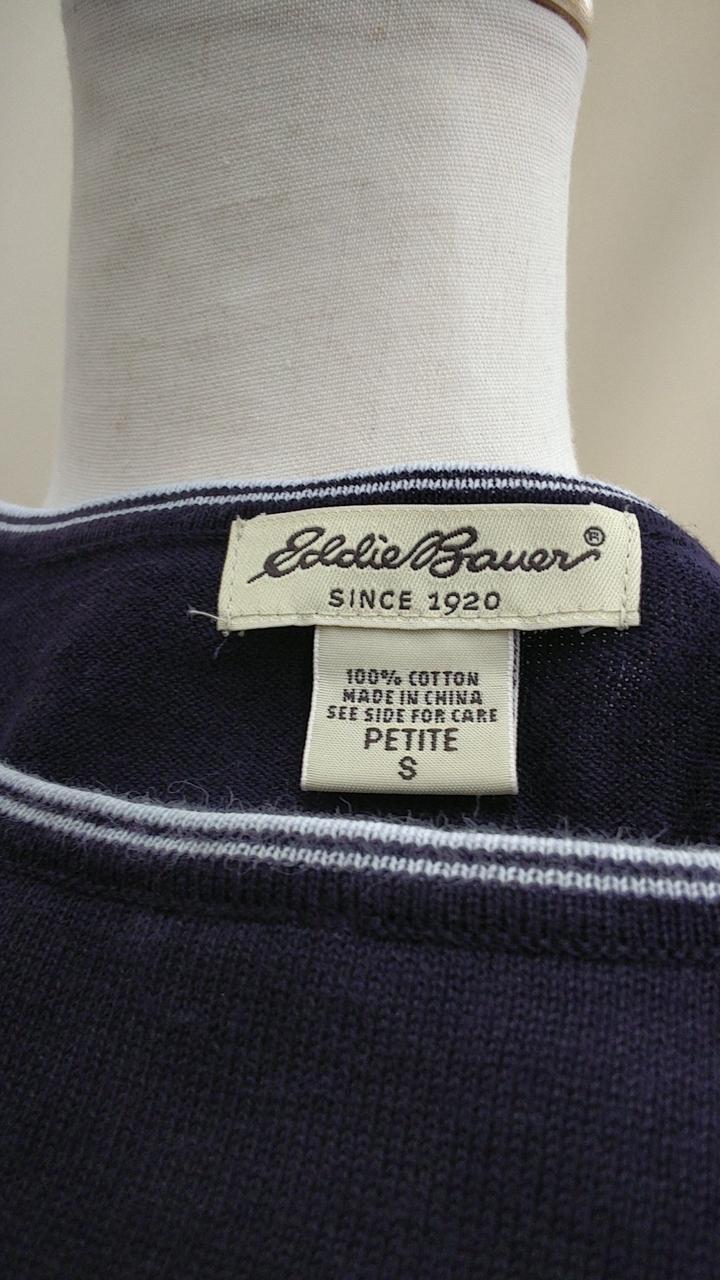 Eddie Bauer®
SINCE 1920
100% COTTON
MADE IN CHINA
SEE SIDE FOR CARE
PETITE
S